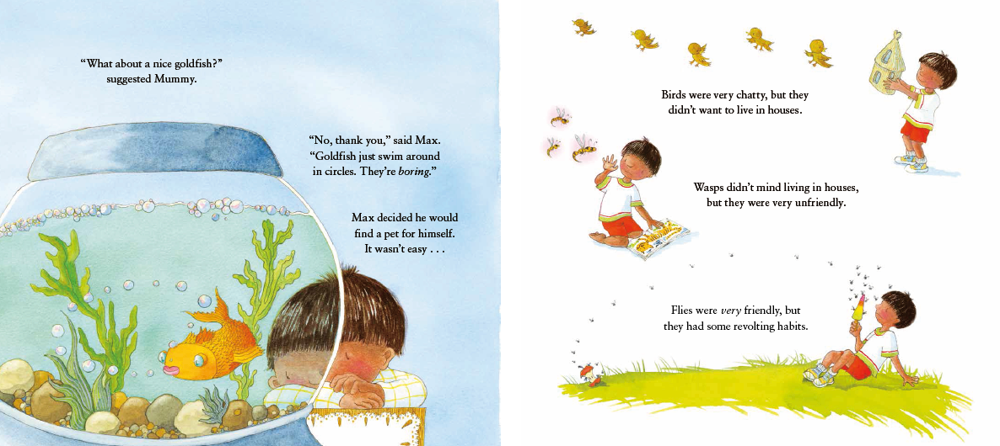 “What about a nice goldfish?”
suggested Mummy.
“No, thank you,” said Max.
“Goldfish just swim around
in circles. They’re boring.”
Max decided he would
find a pet for himself.
It wasn’t easy . . .
Birds were very chatty, but they
didn’t want to live in houses.
Wasps didn’t mind living in houses,
but they were very unfriendly.
Flies were very friendly, but
they had some revolting habits.